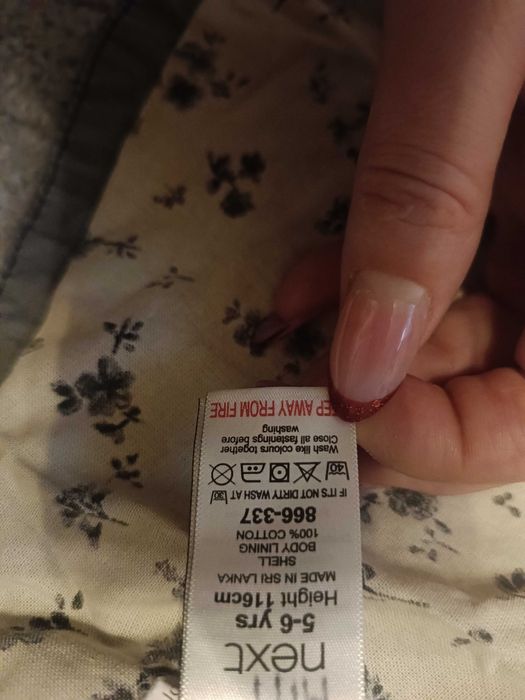 next
5-6 yrs
Height 116cm
MADE IN SRI LANKA
SHELL
BODY LINING
100% COTTON
866-337
IF IT'S NOT DIRTY WASH AT 30
40
Wash like colours together
Close all fastenings before
washing
KEEP AWAY FROM FIRE